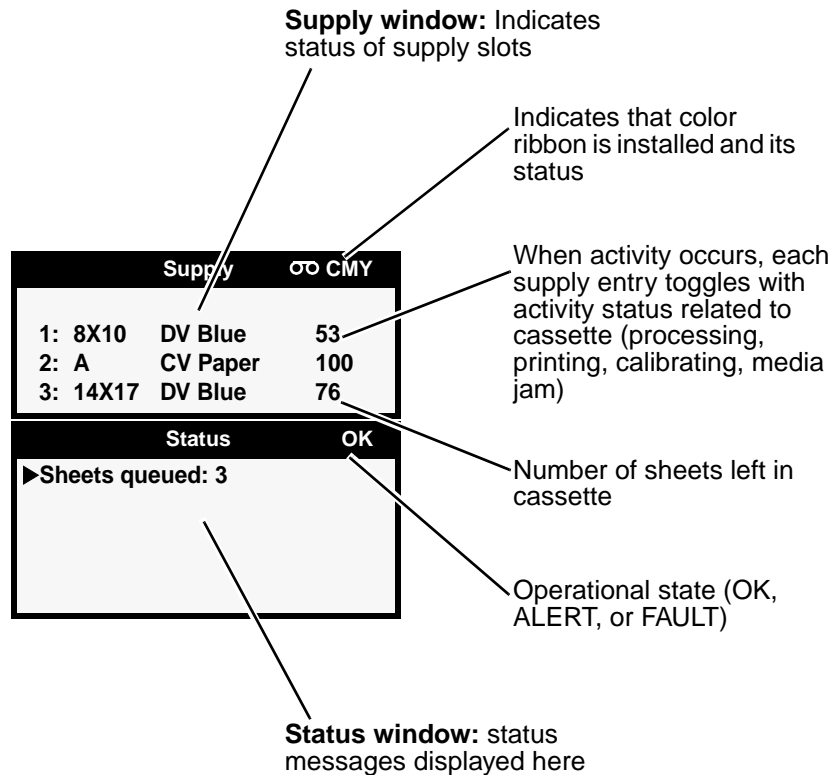 Supply window: Indicates
status of supply slots
Indicates that color
ribbon is installed and its
status
When activity occurs, each
supply entry toggles with
activity status related to
cassette (processing,
printing, calibrating, media
jam)
Supply CMY
1: 8X10 DV Blue 53
2: A CV Paper 100
3: 14X17 DV Blue 76
Status OK
▶Sheets queued: 3
Number of sheets left in
cassette
Operational state (OK,
ALERT, or FAULT)
Status window: status
messages displayed here